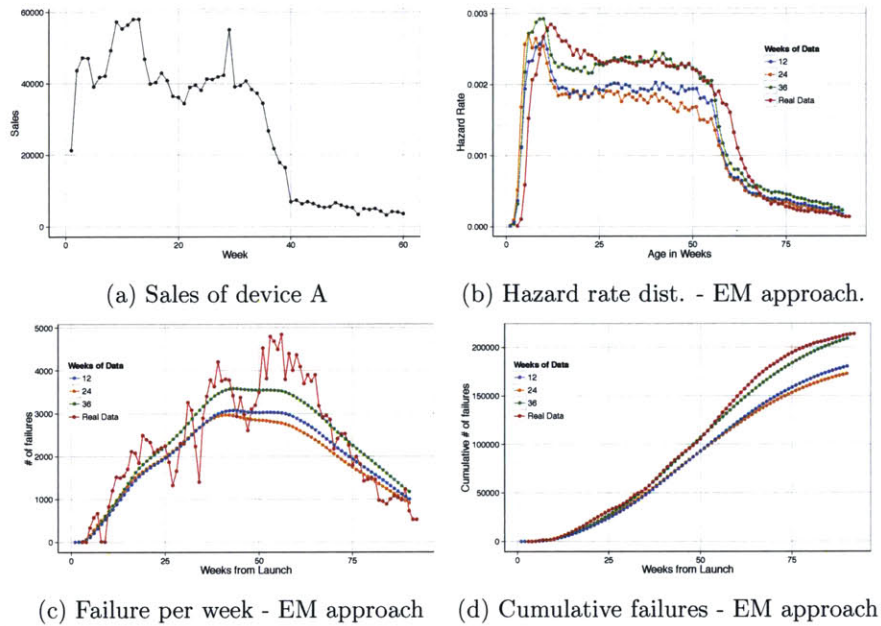 60000
40000
20000
0
Sales
0
20
40
60
Week
(a) Sales of device A
0.003
0.002
0.001
0.000
Hazard Rate
Weeks of Data
12
24
36
Real Data
25
50
75
Age in Weeks
(b) Hazard rate dist. - EM approach.
5000
4000
3000
2000
1000
0
# of failures
Weeks of Data
12
24
36
Real Data
0
25
50
75
Weeks from Launch
(c) Failure per week - EM approach
200000
150000
100000
50000
0
Cumulative # of failures
Weeks of Data
12
24
36
Real Data
0
25
50
75
Weeks from Launch
(d) Cumulative failures - EM approach